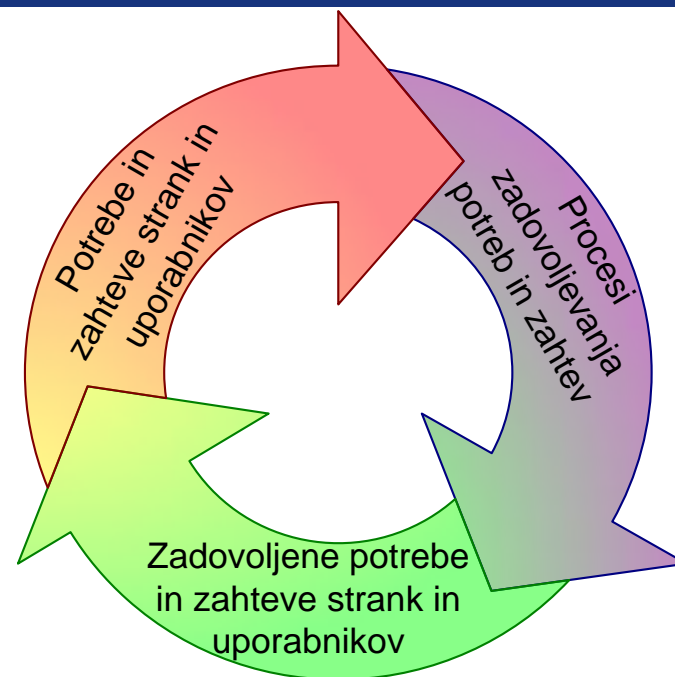 Potrebe in
zahteve strank in
uporabnikov
Procesi
zadovoljevanja
potreb in zahtev
Zadovoljene potrebe
in zahteve strank in
uporabnikov